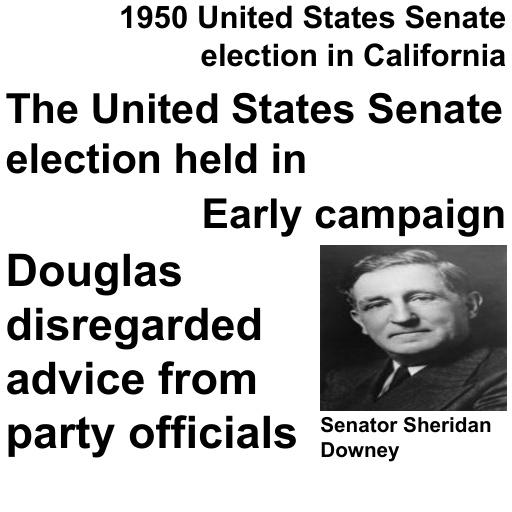 1950 United States Senate
election in California
The United States Senate
election held in
Early campaign
Douglas
disregarded
advice from
party officials
Senator Sheridan
Downey